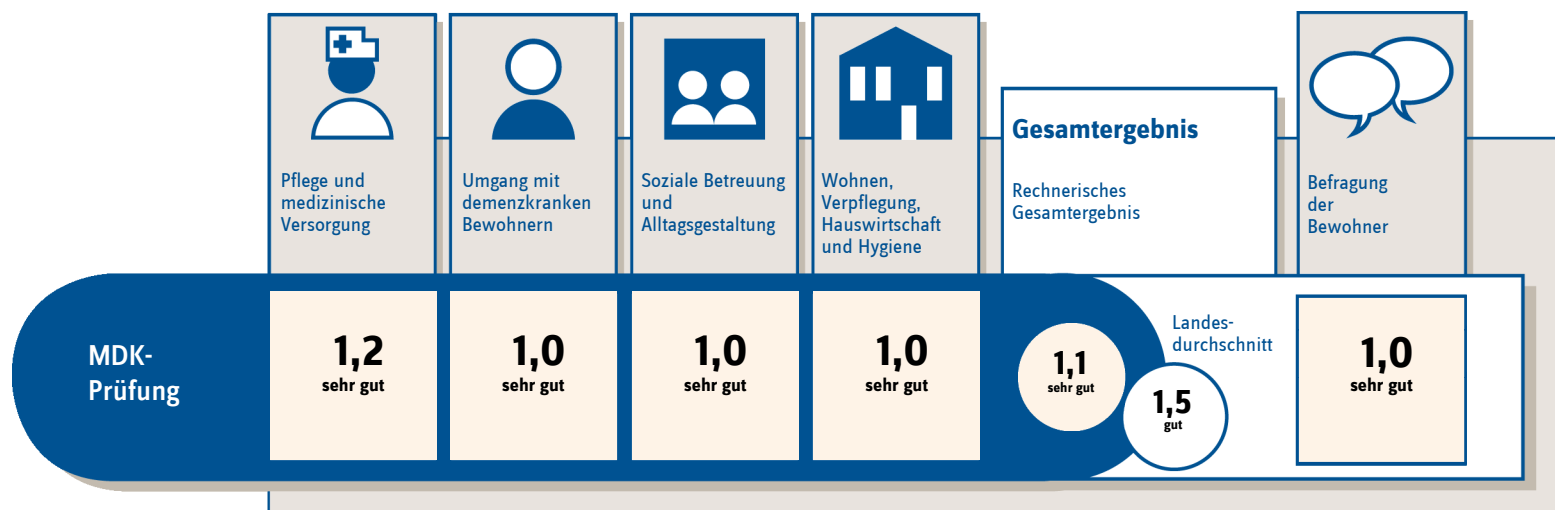 Pflege und
medizinische
Versorgung
Umgang mit
demenzkranken
Bewohnern
Soziale Betreuung
und
Alltagsgestaltung
Wohnen,
Verpflegung,
Hauswirtschaft
und Hygiene
Gesamtergebnis
Rechnerisches
Gesamtergebnis
Befragung
der
Bewohner
MDK-
Prüfung
1,2
sehr gut
1,0
sehr gut
1,0
sehr gut
1,0
sehr gut
1,1
sehr gut
Landes-
durchschnitt
1,5
gut
1,0
sehr gut